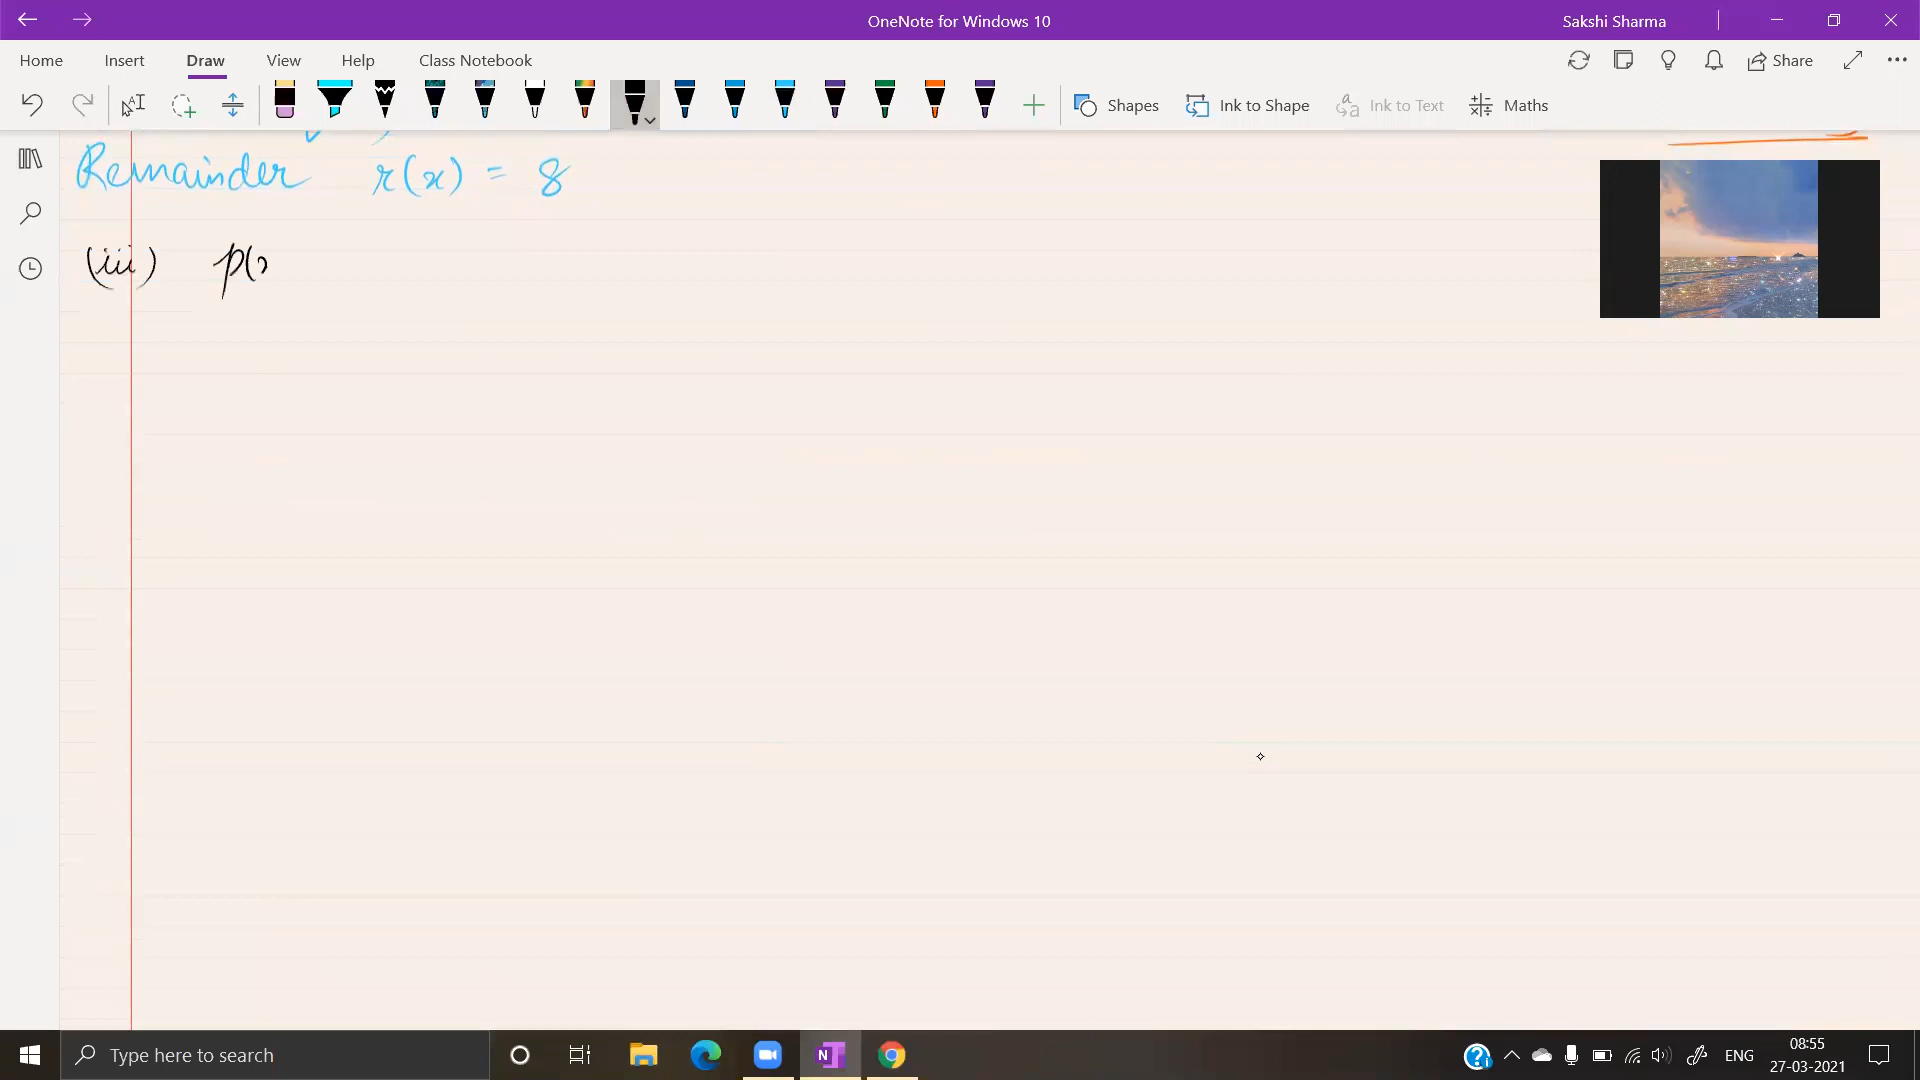 OneNote for Windows 10
Sakshi Sharma
Home Insert Draw View Help Class Notebook
Share
Shapes Ink to Shape Ink to Text Maths
Remainder r(x) = 8
(iii) p(
Type here to search
ENG
08:55
27-03-2021